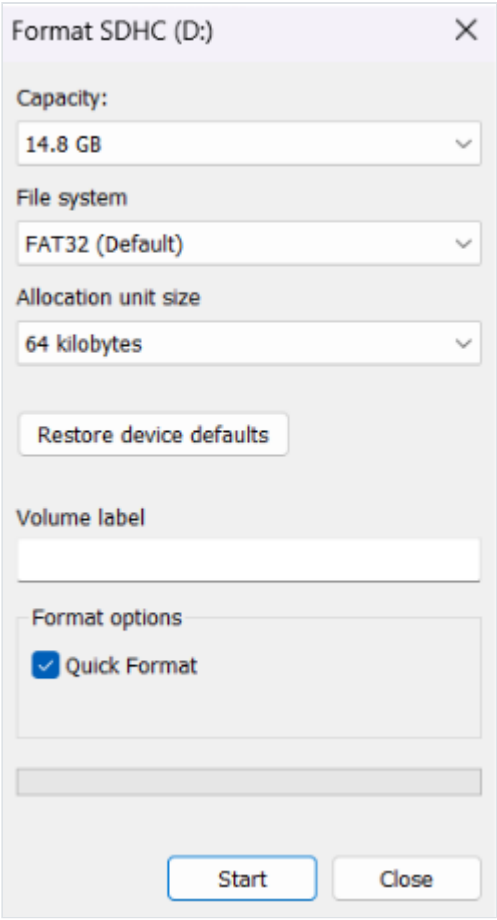 Format SDHC (D:)
Capacity:
14.8 GB
File system
FAT32 (Default)
Allocation unit size
64 kilobytes
Restore device defaults
Volume label
Format options
Quick Format
Start Close